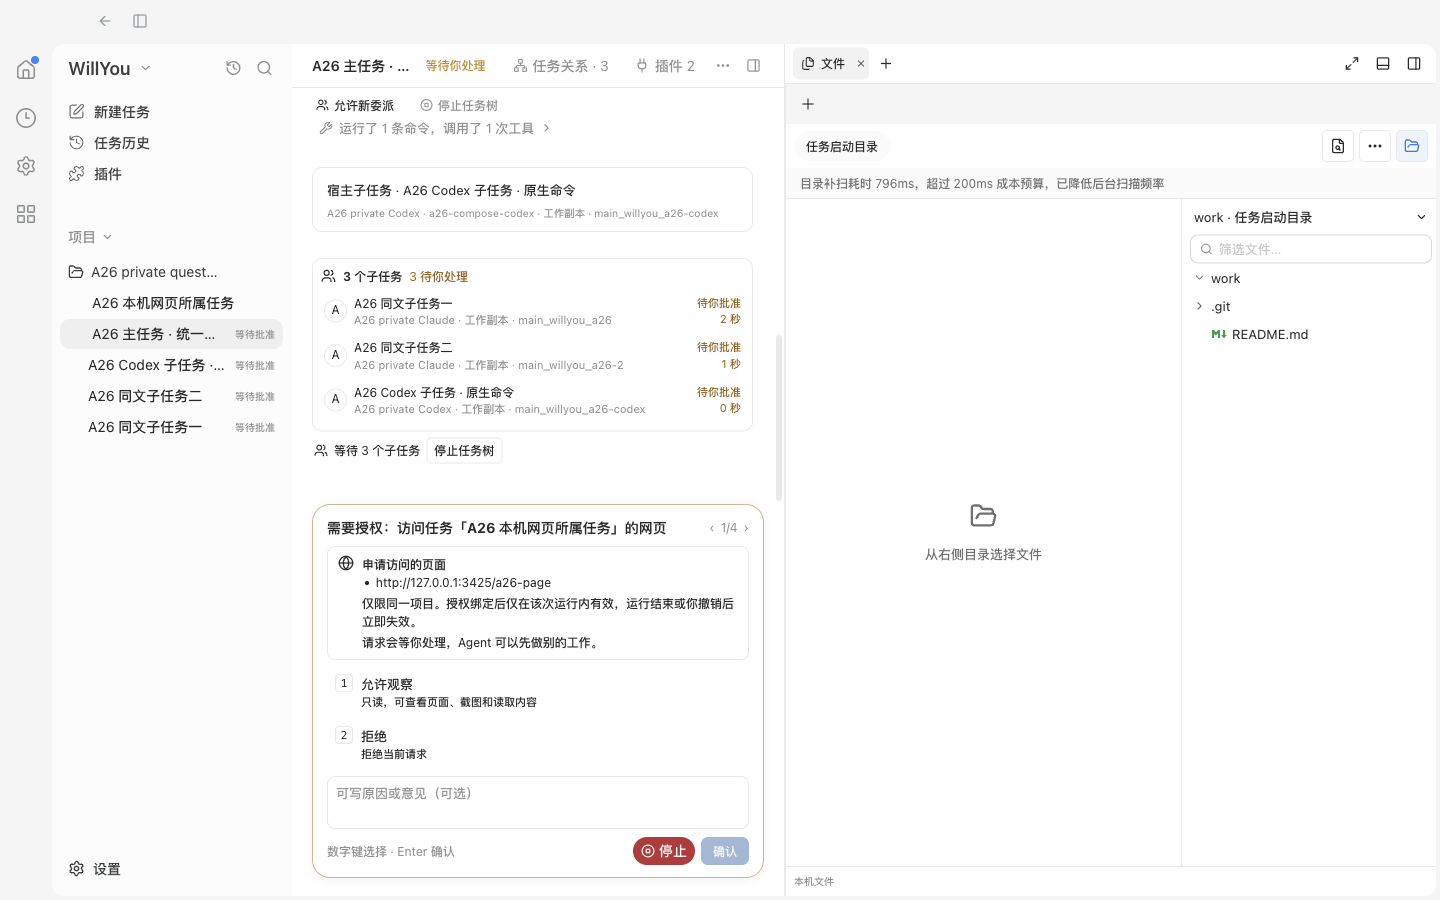 WillYou
新建任务
任务历史
插件
项目
A26 private quest...
A26 本机网页所属任务
A26 主任务 · 统一... 等待批准
A26 Codex 子任务 ·... 等待批准
A26 同文子任务二 等待批准
A26 同文子任务一 等待批准
设置
A26 主任务 · ... 等待你处理 任务关系 · 3 插件 2
允许新委派 停止任务树
运行了 1 条命令，调用了 1 次工具
宿主子任务 · A26 Codex 子任务 · 原生命令
A26 private Codex · a26-compose-codex · 工作副本 · main_willyou_a26-codex
3 个子任务 3 待你处理
A A26 同文子任务一 待你批准
A26 private Claude · 工作副本 · main_willyou_a26 2 秒
A A26 同文子任务二 待你批准
A26 private Claude · 工作副本 · main_willyou_a26-2 1 秒
A A26 Codex 子任务 · 原生命令 待你批准
A26 private Codex · 工作副本 · main_willyou_a26-codex 0 秒
等待 3 个子任务 停止任务树
需要授权：访问任务「A26 本机网页所属任务」的网页 ‹ 1/4 ›
申请访问的页面
• http://127.0.0.1:3425/a26-page
仅限同一项目。授权绑定后仅在该次运行内有效，运行结束或你撤销后
立即失效。
请求会等你处理，Agent 可以先做别的工作。
1 允许观察
只读，可查看页面、截图和读取内容
2 拒绝
拒绝当前请求
可写原因或意见（可选）
数字键选择 · Enter 确认 停止 确认
文件 ×
任务启动目录
目录补扫耗时 796ms，超过 200ms 成本预算，已降低后台扫描频率
从右侧目录选择文件
work · 任务启动目录
筛选文件...
work
.git
README.md
本机文件